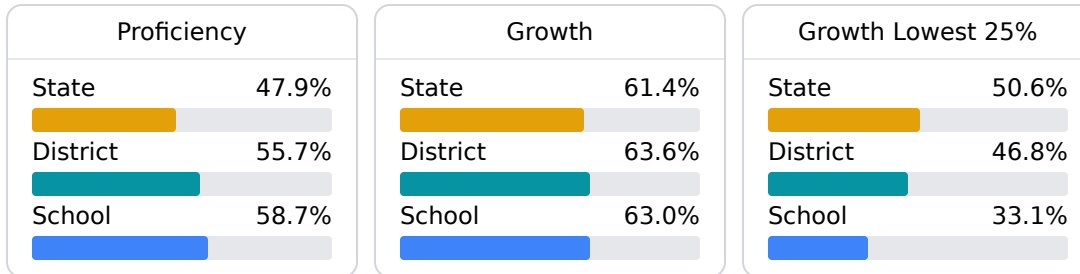 Proficiency
State 47.9%
District 55.7%
School 58.7%
Growth
State 61.4%
District 63.6%
School 63.0%
Growth Lowest 25%
State 50.6%
District 46.8%
School 33.1%